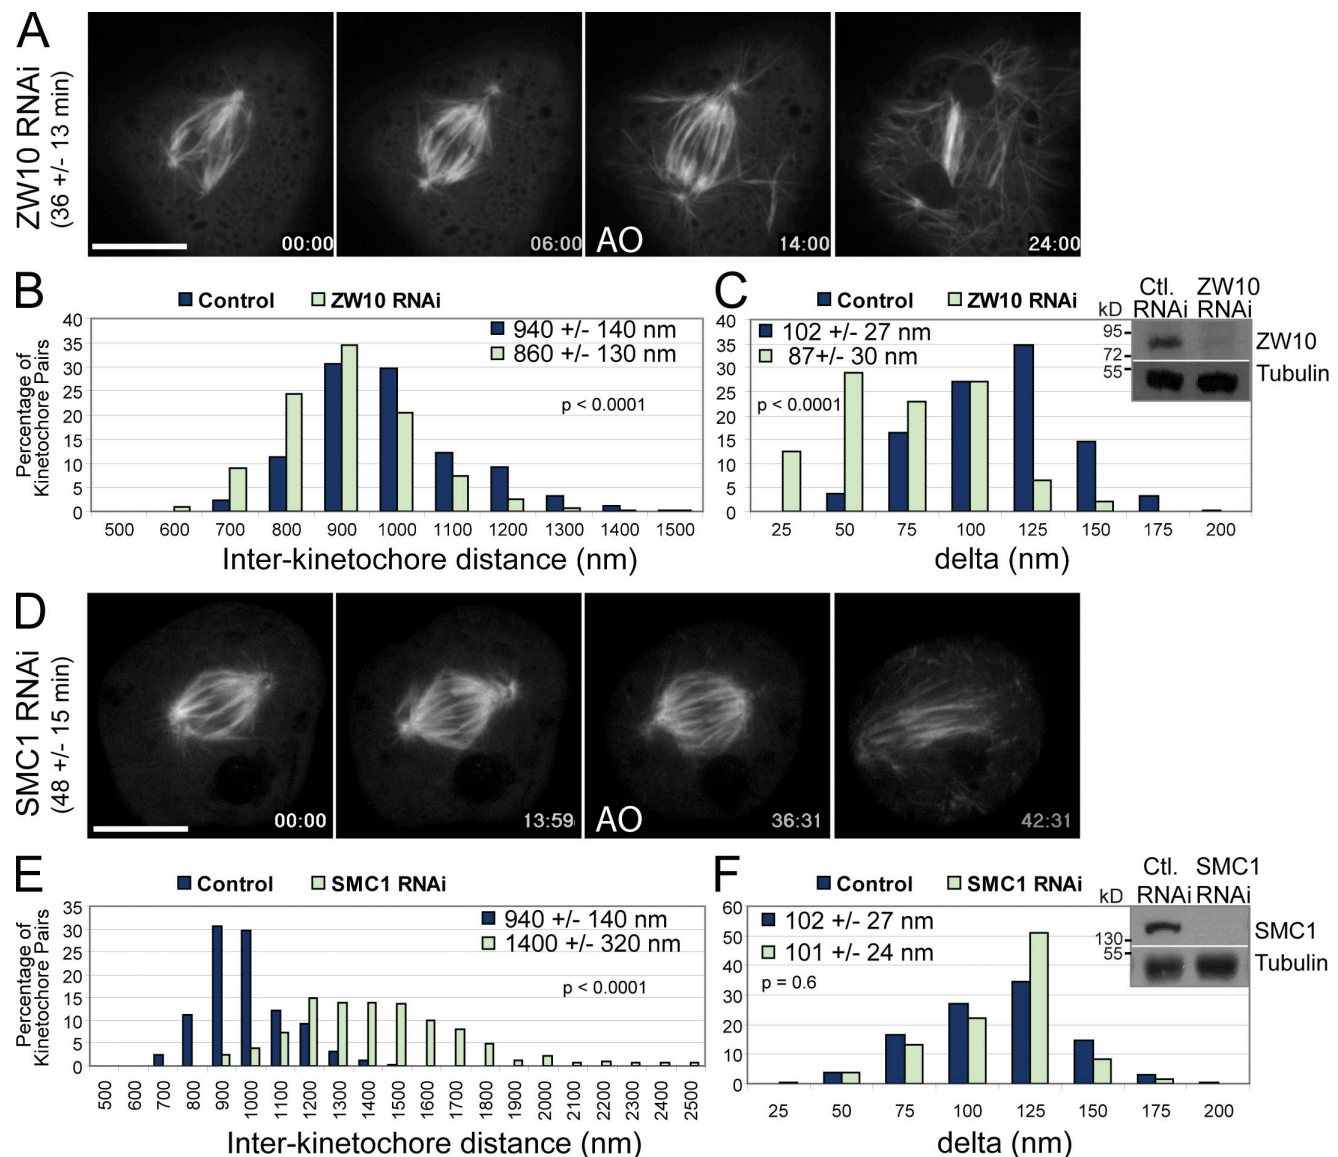 A
ZW10 RNAi
(36 +/- 13 min)
00:00
06:00
AO
14:00
24:00
B
Control
ZW10 RNAi
940 +/- 140 nm
860 +/- 130 nm
p < 0.0001
Percentage of
Kinetochore Pairs
40
35
30
25
20
15
10
5
0
500 600 700 800 900 1000 1100 1200 1300 1400 1500
Inter-kinetochore distance (nm)
C
Control
ZW10 RNAi
102 +/- 27 nm
87+/- 30 nm
p < 0.0001
40
35
30
25
20
15
10
5
0
25 50 75 100 125 150 175 200
delta (nm)
Ctl. ZW10
kD RNAi RNAi
95
72
55
ZW10
Tubulin
D
SMC1 RNAi
(48 +/- 15 min)
00:00
13:59
AO
36:31
42:31
E
Control
SMC1 RNAi
940 +/- 140 nm
1400 +/- 320 nm
p < 0.0001
Percentage of
Kinetochore Pairs
35
30
25
20
15
10
5
0
500 600 700 800 900 1000 1100 1200 1300 1400 1500 1600 1700 1800 1900 2000 2100 2200 2300 2400 2500
Inter-kinetochore distance (nm)
F
Control
SMC1 RNAi
102 +/- 27 nm
101 +/- 24 nm
p = 0.6
60
50
40
30
20
10
0
25 50 75 100 125 150 175 200
delta (nm)
Ctl. SMC1
kD RNAi RNAi
130
55
SMC1
Tubulin